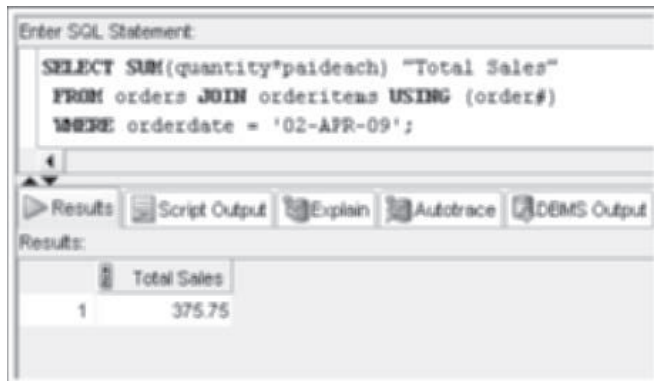 Enter SQL Statement:
SELECT SUM(quantity*paideach) "Total Sales"
FROM orders JOIN orderitems USING (order#)
WHERE orderdate = '02-APR-09';
Results Script Output Explain Autotrace DBMS Output
Results:
Total Sales
1 375.75